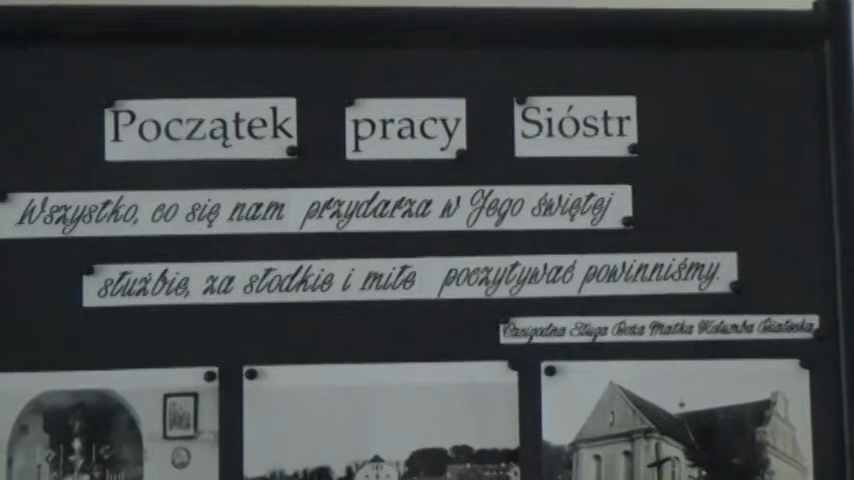 Początek pracy Sióstr
Wszystko, co się nam przydarza w Jego świętej
służbie, za słodkie i miłe poczytywać powinniśmy.
Sługa Boża Matka Kolumba Białecka